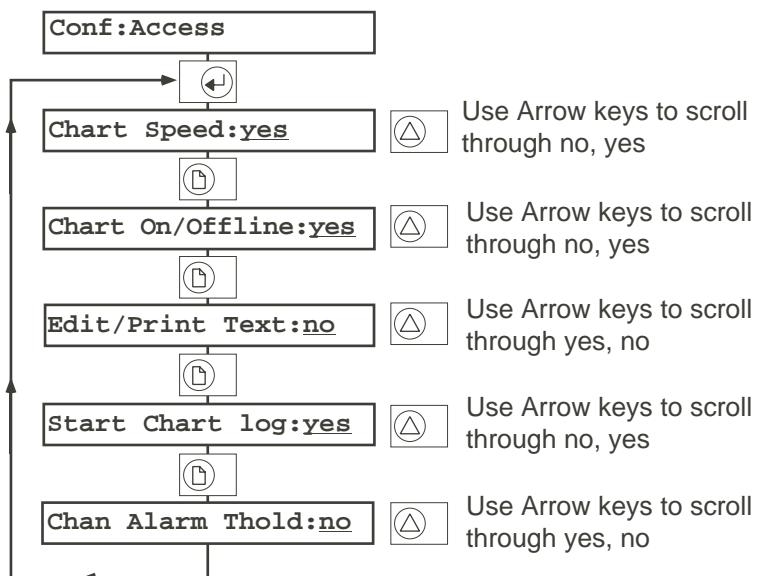 Conf:Access
Chart Speed:yes
Use Arrow keys to scroll
through no, yes
Chart On/Offline:yes
Use Arrow keys to scroll
through no, yes
Edit/Print Text:no
Use Arrow keys to scroll
through yes, no
Start Chart log:yes
Use Arrow keys to scroll
through no, yes
Chan Alarm Thold:no
Use Arrow keys to scroll
through yes, no